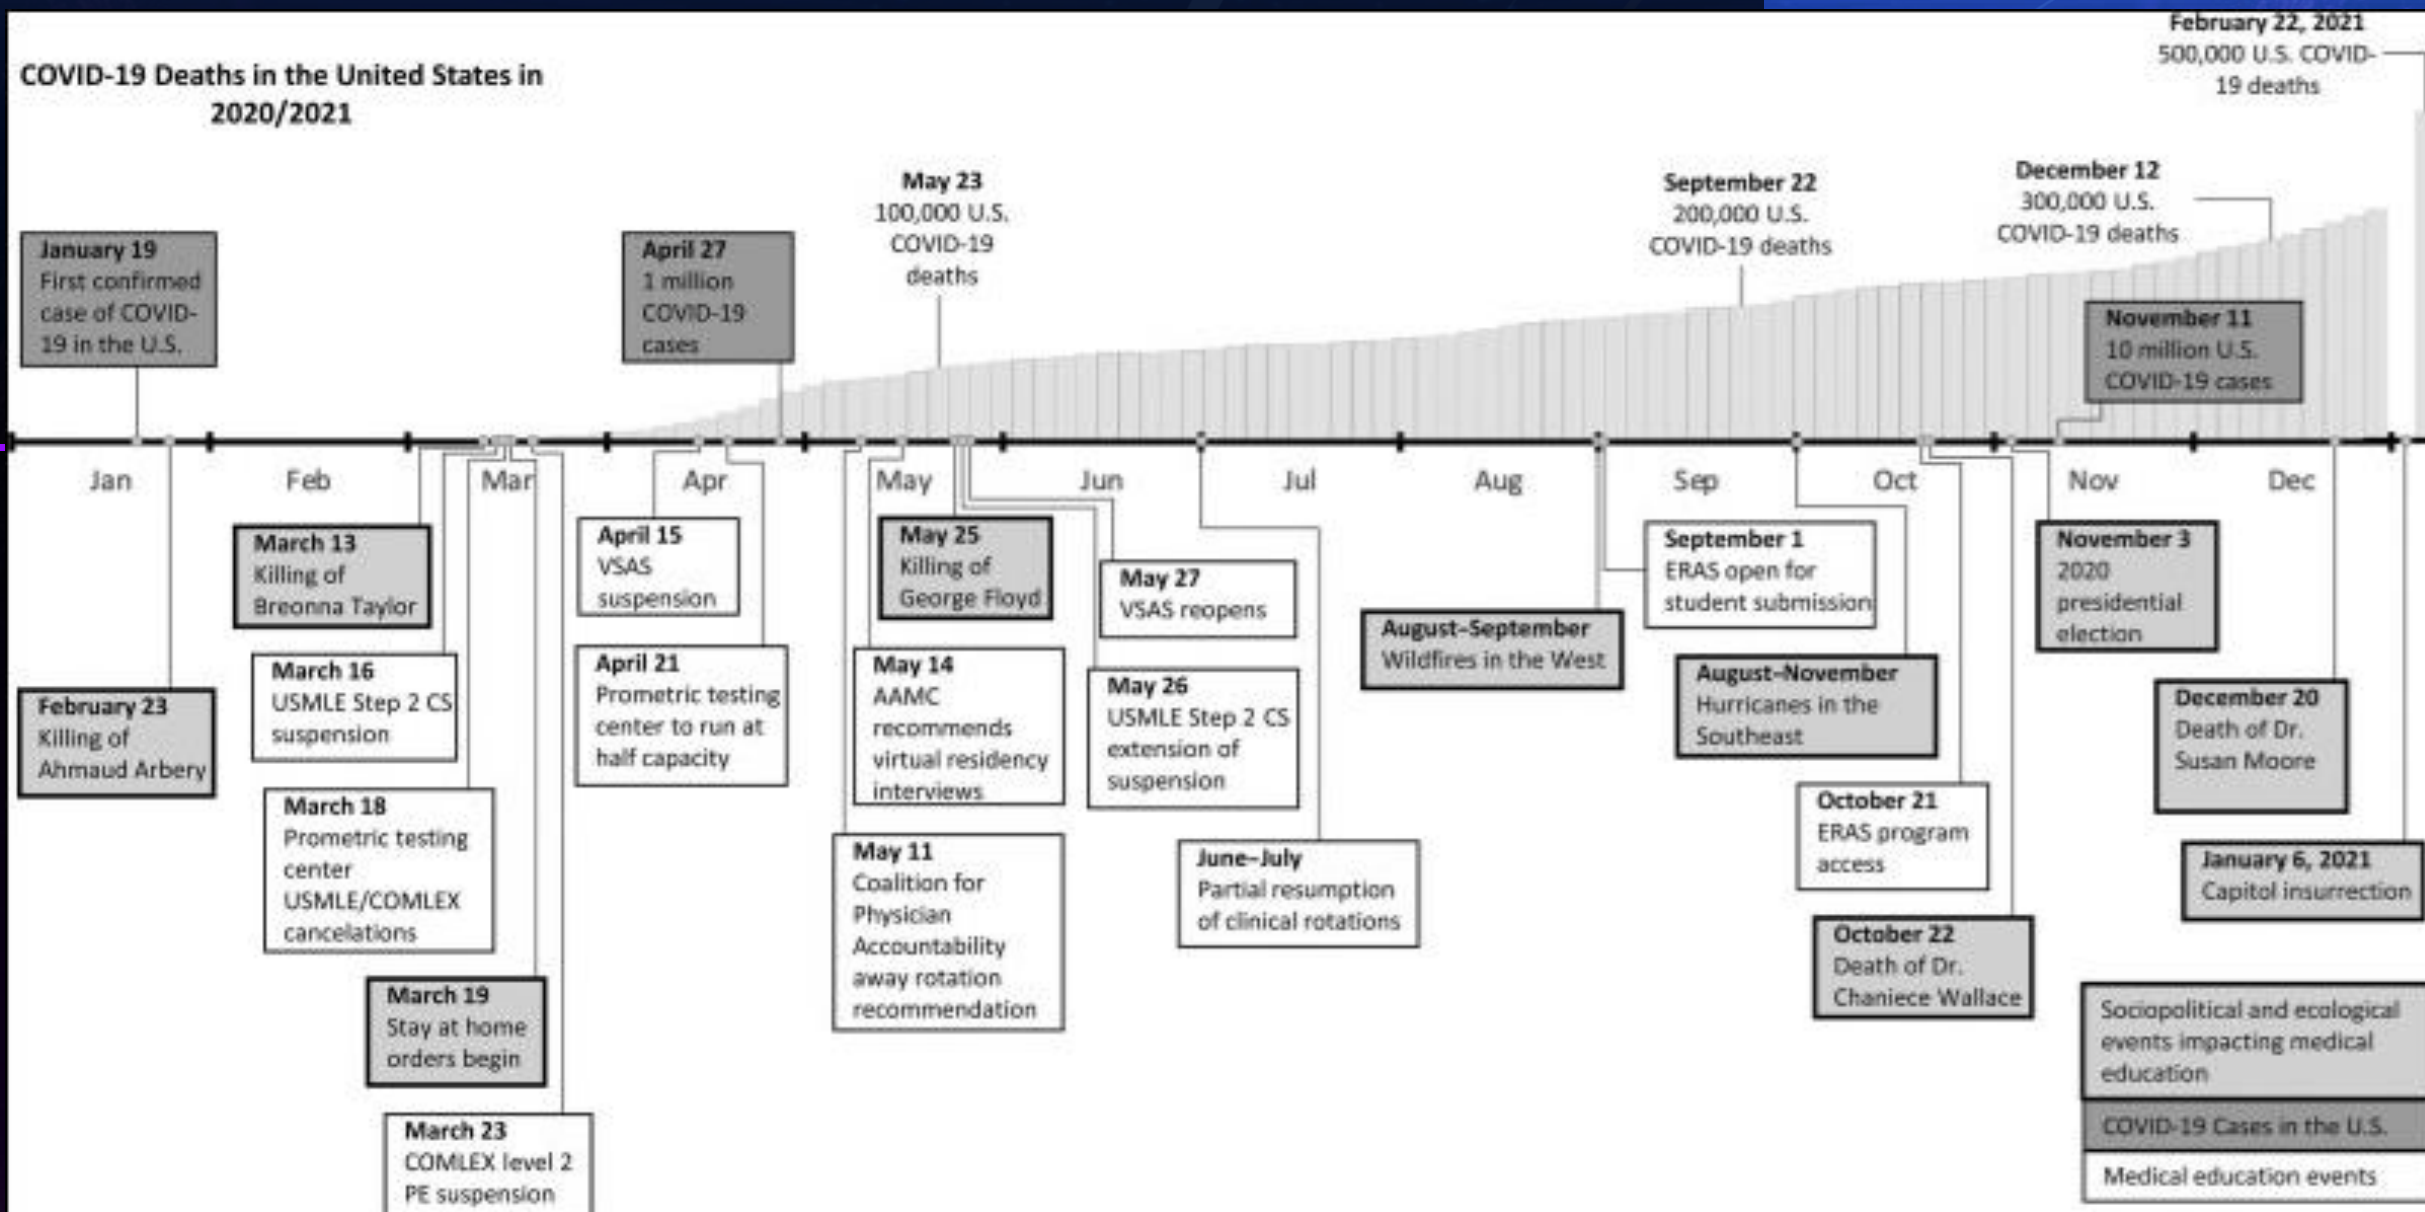 COVID-19 Deaths in the United States in
2020/2021
February 22, 2021
500,000 U.S. COVID-
19 deaths
January 19
First confirmed
case of COVID-
19 in the U.S.
April 27
1 million
COVID-19
cases
May 23
100,000 U.S.
COVID-19
deaths
September 22
200,000 U.S.
COVID-19 deaths
December 12
300,000 U.S.
COVID-19 deaths
November 11
10 million U.S.
COVID-19 cases
Jan
Feb
Mar
Apr
May
Jun
Jul
Aug
Sep
Oct
Nov
Dec
February 23
Killing of
Ahmaud Arbery
March 13
Killing of
Breonna Taylor
March 16
USMLE Step 2 CS
suspension
March 18
Prometric testing
center
USMLE/COMLEX
cancelations
March 19
Stay at home
orders begin
March 23
COMLEX level 2
PE suspension
April 15
VSAS
suspension
April 21
Prometric testing
center to run at
half capacity
May 25
Killing of
George Floyd
May 14
AAMC
recommends
virtual residency
interviews
May 11
Coalition for
Physician
Accountability
away rotation
recommendation
May 27
VSAS reopens
May 26
USMLE Step 2 CS
extension of
suspension
June–July
Partial resumption
of clinical rotations
August–September
Wildfires in the West
September 1
ERAS open for
student submission
August–November
Hurricanes in the
Southeast
October 21
ERAS program
access
October 22
Death of Dr.
Chaniece Wallace
November 3
2020
presidential
election
December 20
Death of Dr.
Susan Moore
January 6, 2021
Capitol insurrection
Sociopolitical and ecological
events impacting medical
education
COVID-19 Cases in the U.S.
Medical education events